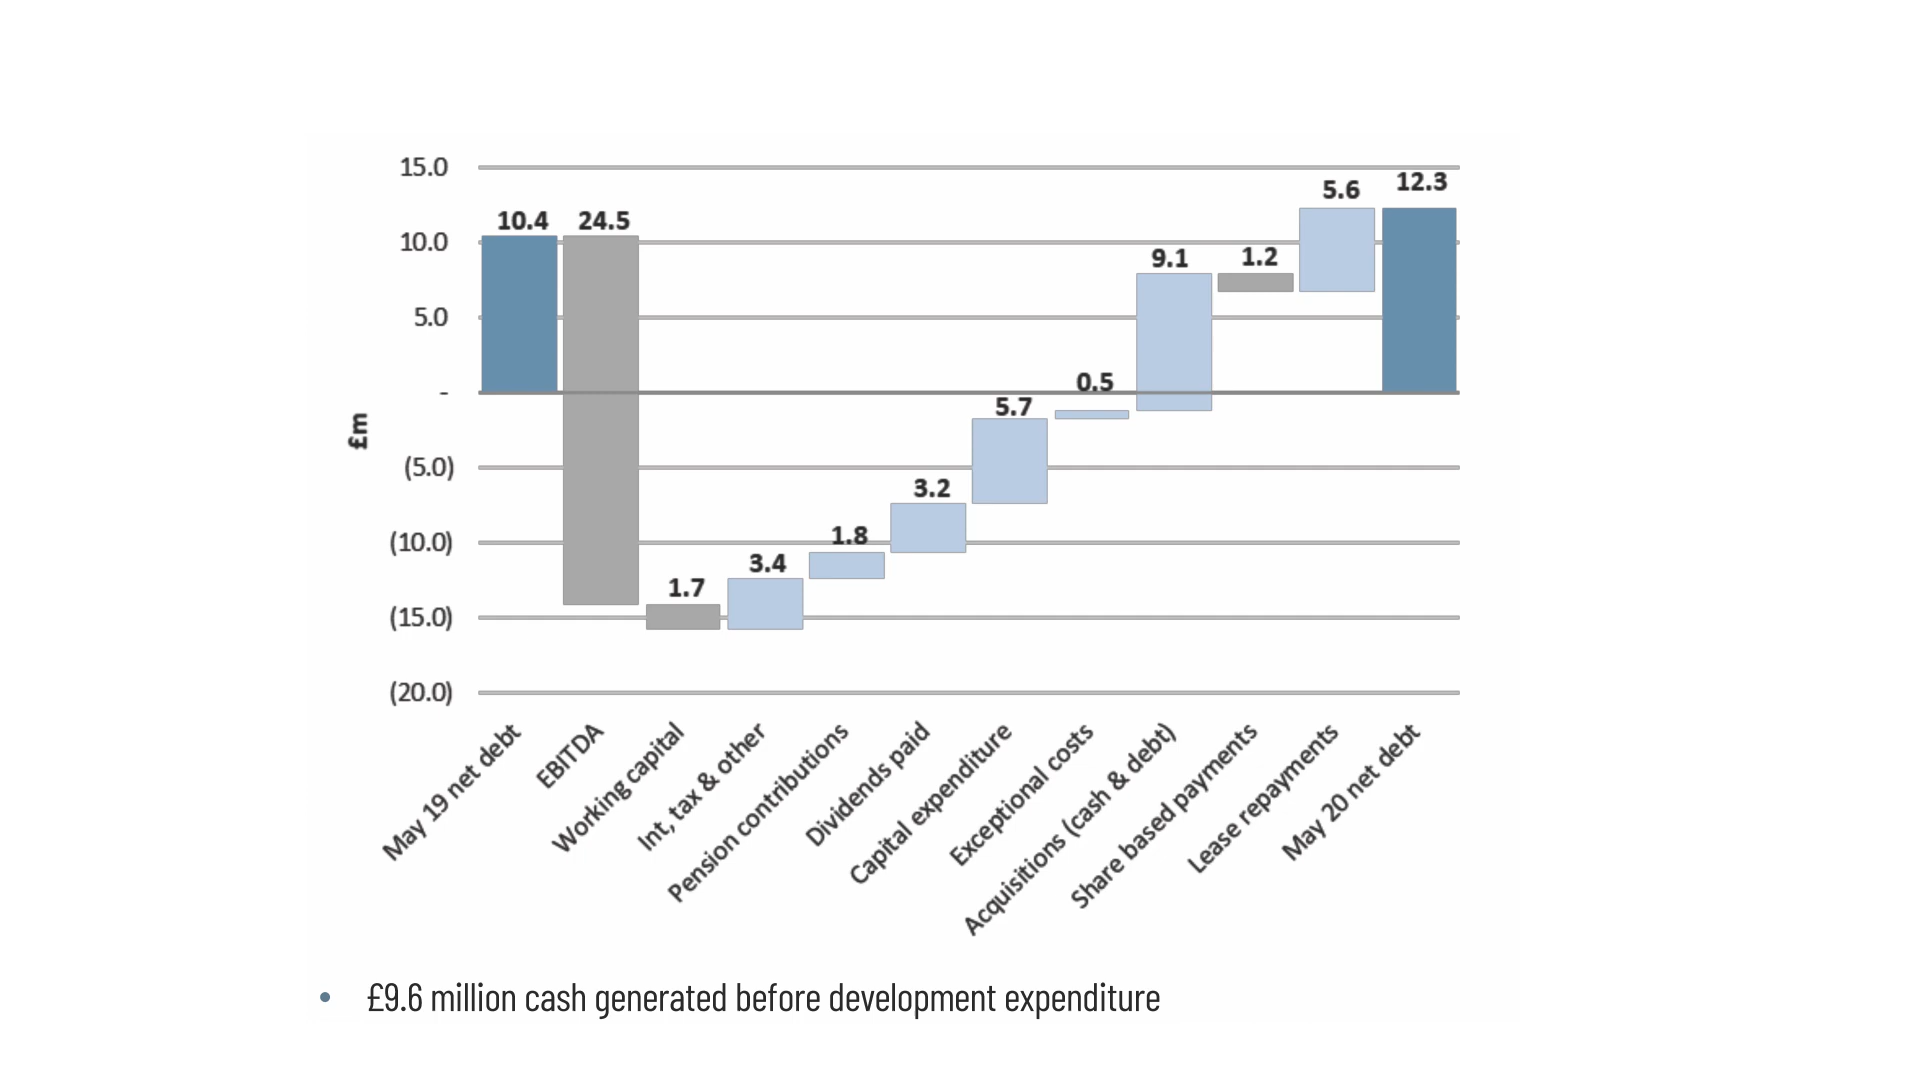 15.0
10.0
5.0
-
(5.0)
(10.0)
(15.0)
(20.0)
£m
10.4
24.5
1.7
3.4
1.8
3.2
5.7
0.5
9.1
1.2
5.6
12.3
May 19 net debt
EBITDA
Working capital
Int, tax & other
Pension contributions
Dividends paid
Capital expenditure
Exceptional costs
Acquisitions (cash & debt)
Share based payments
Lease repayments
May 20 net debt
• £9.6 million cash generated before development expenditure